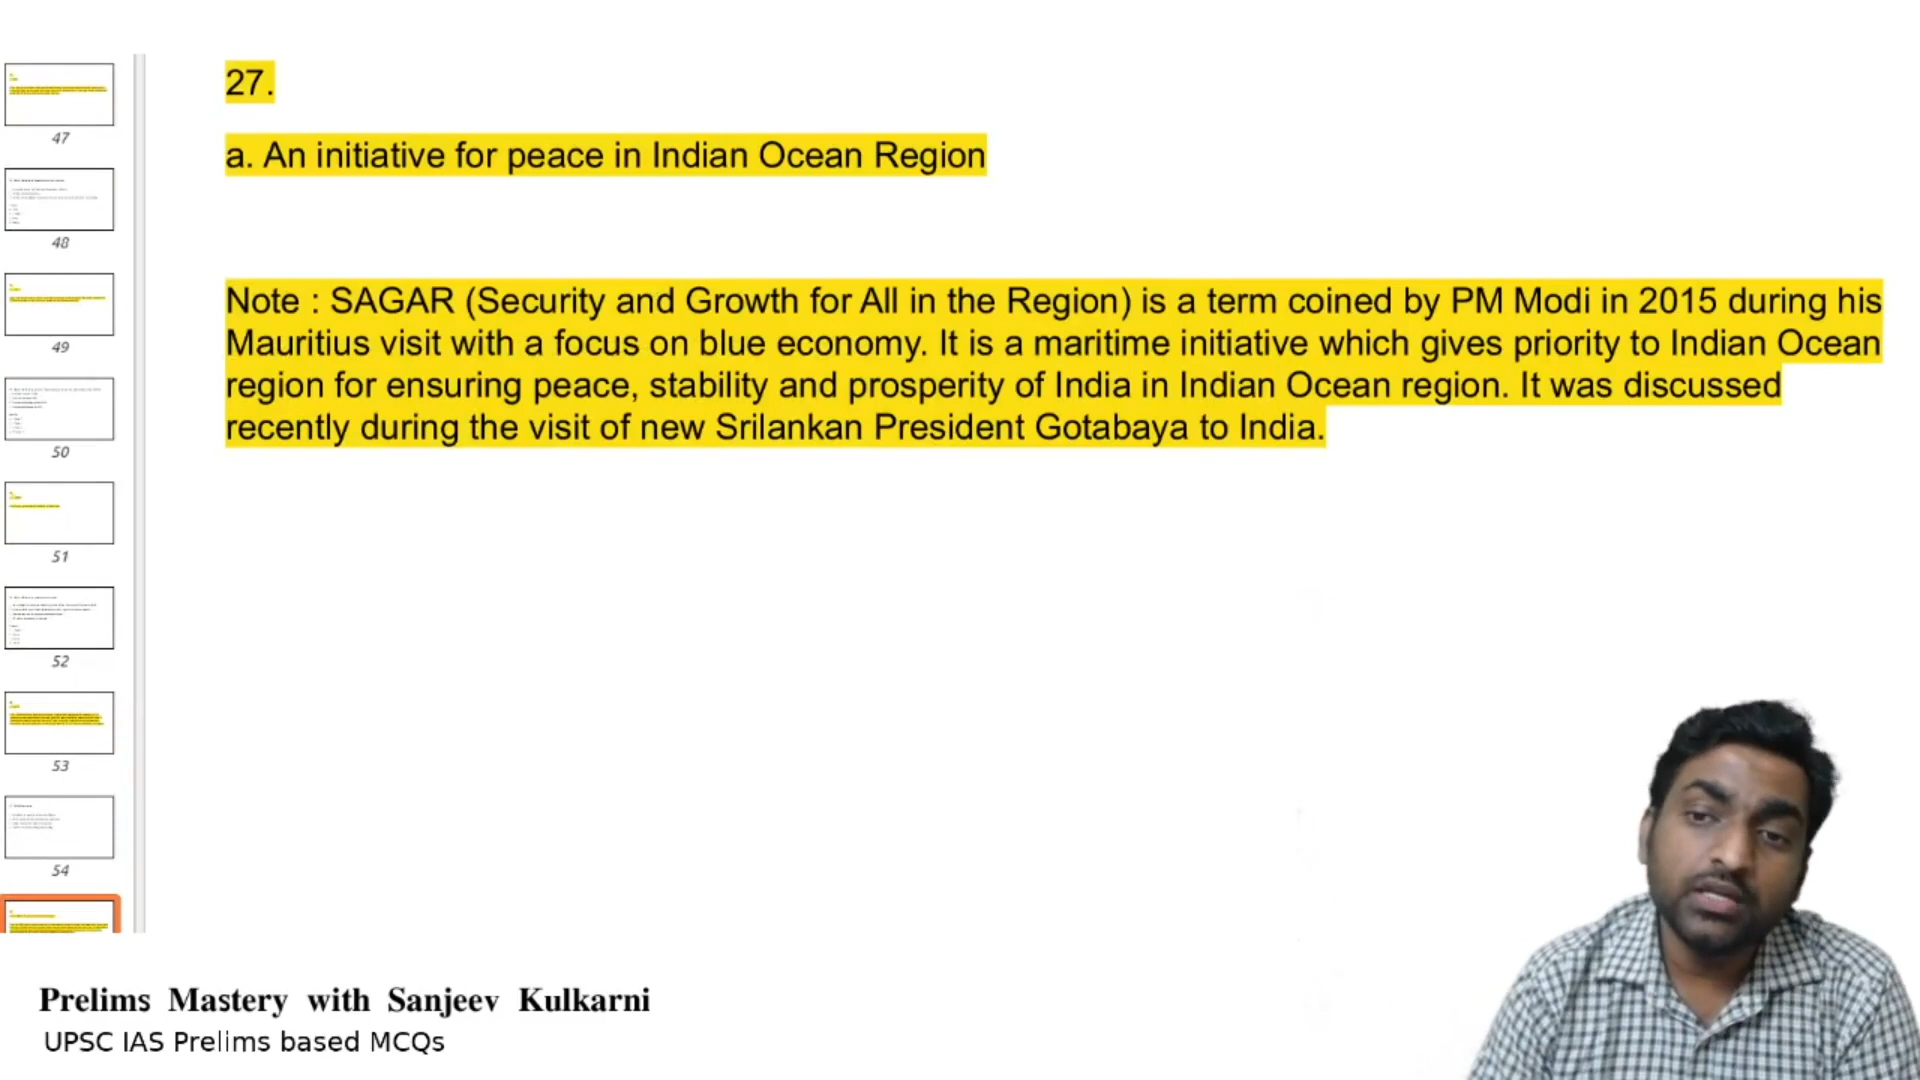 27.
a. An initiative for peace in Indian Ocean Region
Note : SAGAR (Security and Growth for All in the Region) is a term coined by PM Modi in 2015 during his
Mauritius visit with a focus on blue economy. It is a maritime initiative which gives priority to Indian Ocean
region for ensuring peace, stability and prosperity of India in Indian Ocean region. It was discussed
recently during the visit of new Srilankan President Gotabaya to India.
47
48
49
50
51
52
53
54
Prelims Mastery with Sanjeev Kulkarni
UPSC IAS Prelims based MCQs